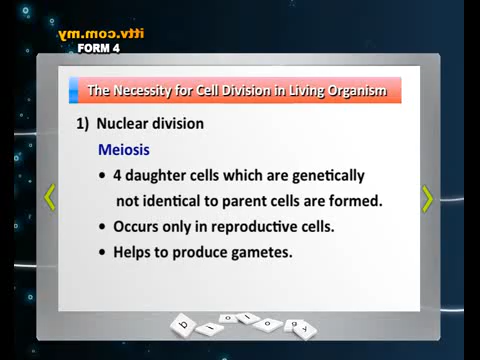 ittv.com.my
FORM 4
The Necessity for Cell Division in Living Organism
1) Nuclear division
Meiosis
• 4 daughter cells which are genetically
not identical to parent cells are formed.
• Occurs only in reproductive cells.
• Helps to produce gametes.
biology